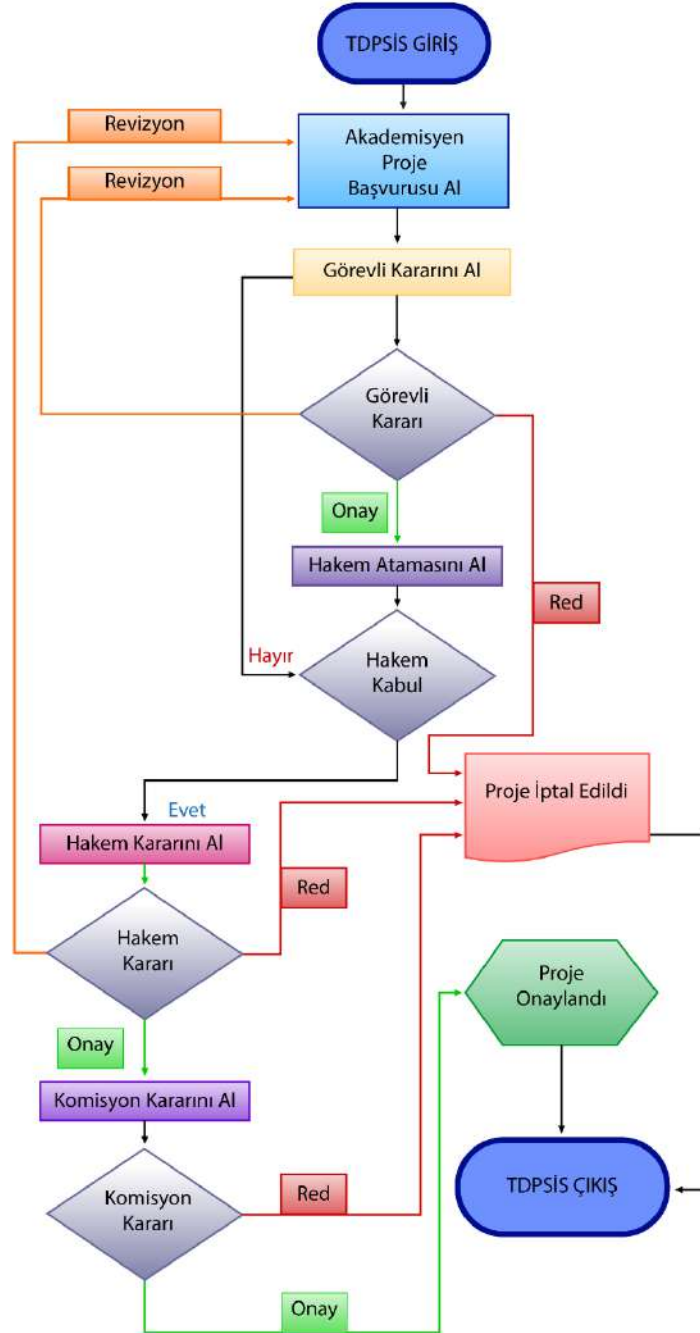 TDPSİS GİRİŞ
Revizyon
Akademisyen
Proje
Başvurusu Al
Revizyon
Görevli Kararını Al
Görevli
Kararı
Onay
Hakem Atamasını Al
Red
Hayır
Hakem
Kabul
Proje İptal Edildi
Evet
Hakem Kararını Al
Red
Hakem
Kararı
Proje
Onaylandı
Onay
Komisyon Kararını Al
Komisyon
Kararı
Red
TDPSİS ÇIKIŞ
Onay